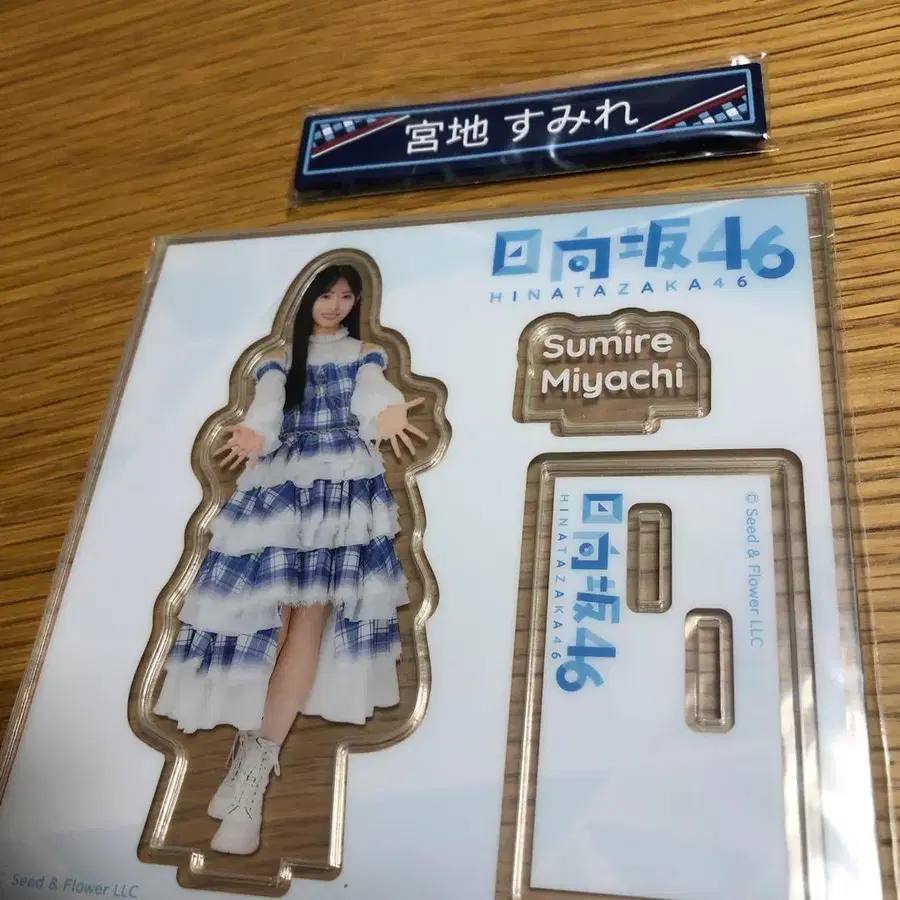 宮地 すみれ
日向坂46
HINATAZAKA46
Sumire
Miyachi
日向坂46
HINATAZAKA46
© Seed & Flower LLC
© Seed & Flower LLC